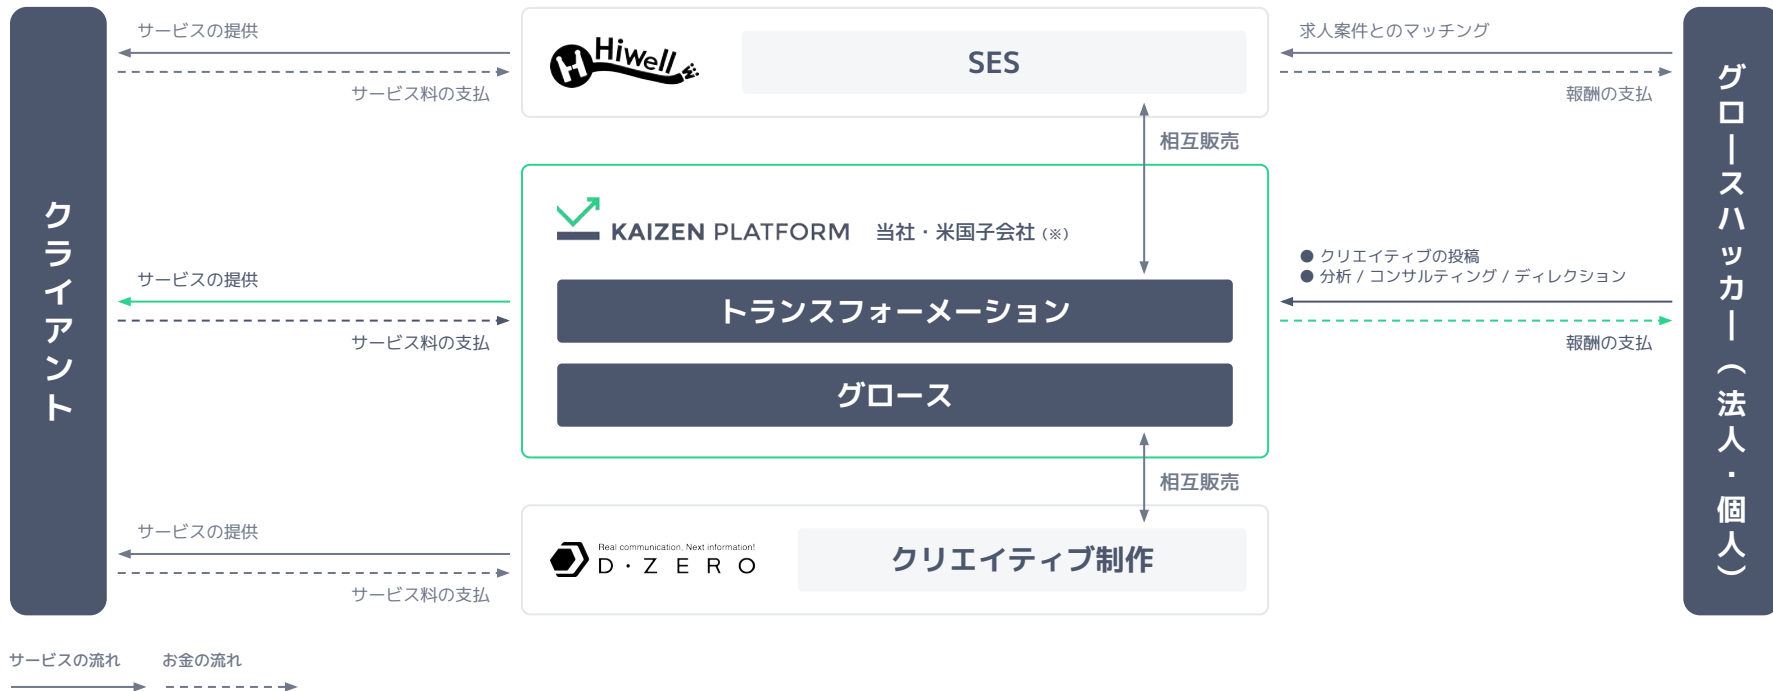 クライアント
サービスの提供
サービス料の支払
Hiwell
SES
求人案件とのマッチング
報酬の支払
相互販売
KAIZEN PLATFORM 当社・米国子会社 (※)
トランスフォーメーション
グロース
サービスの提供
サービス料の支払
● クリエイティブの投稿
● 分析 / コンサルティング / ディレクション
報酬の支払
相互販売
サービスの提供
サービス料の支払
Real communication, Next information!
D・ZERO
クリエイティブ制作
グロースハッカー（法人・個人）
サービスの流れ
お金の流れ